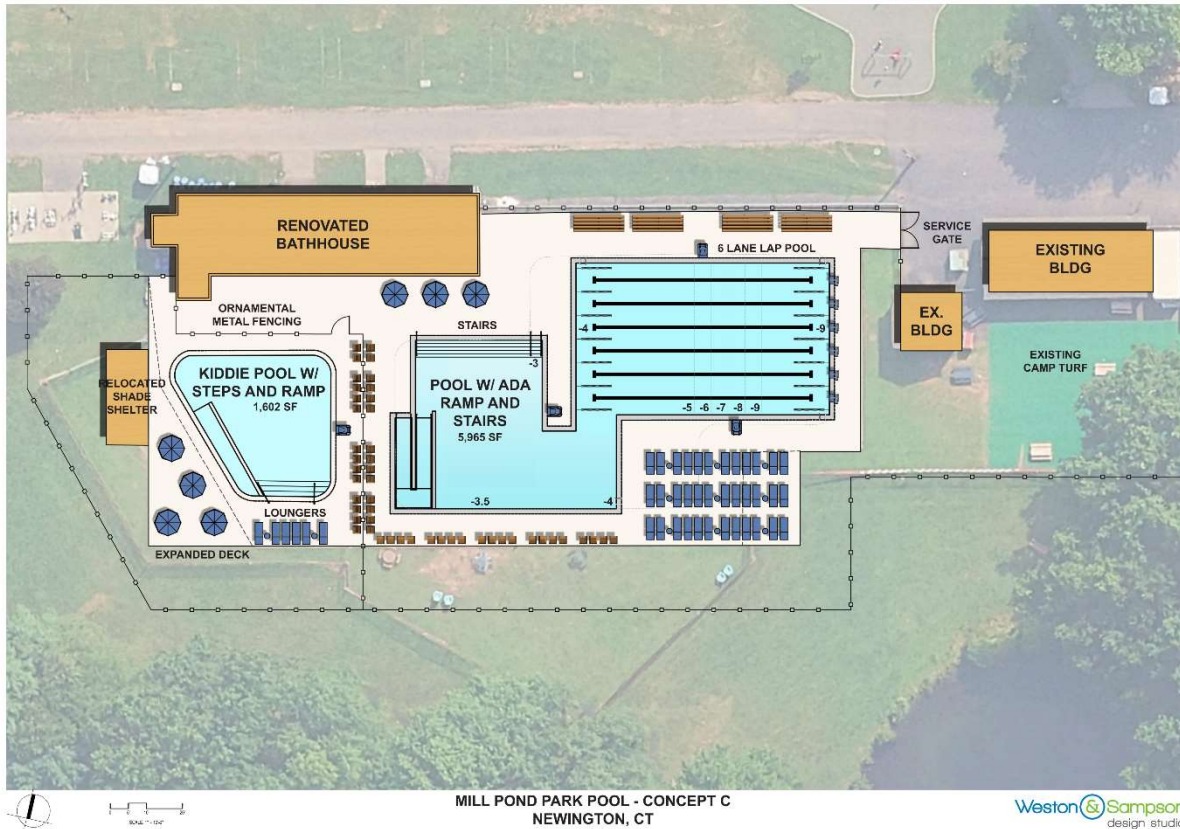 RENOVATED
BATHHOUSE
SERVICE
GATE
EXISTING
BLDG
6 LANE LAP POOL
EX.
BLDG
ORNAMENTAL
METAL FENCING
STAIRS
-4
-9
-3
EXISTING
CAMP TURF
KIDDIE POOL W/
STEPS AND RAMP
1,602 SF
RELOCATED
SHADE
SHELTER
POOL W/ ADA
RAMP AND
STAIRS
5,965 SF
-5 -6 -7 -8 -9
-3.5
-4
LOUNGERS
EXPANDED DECK
MILL POND PARK POOL - CONCEPT C
NEWINGTON, CT
Weston & Sampson
design studio